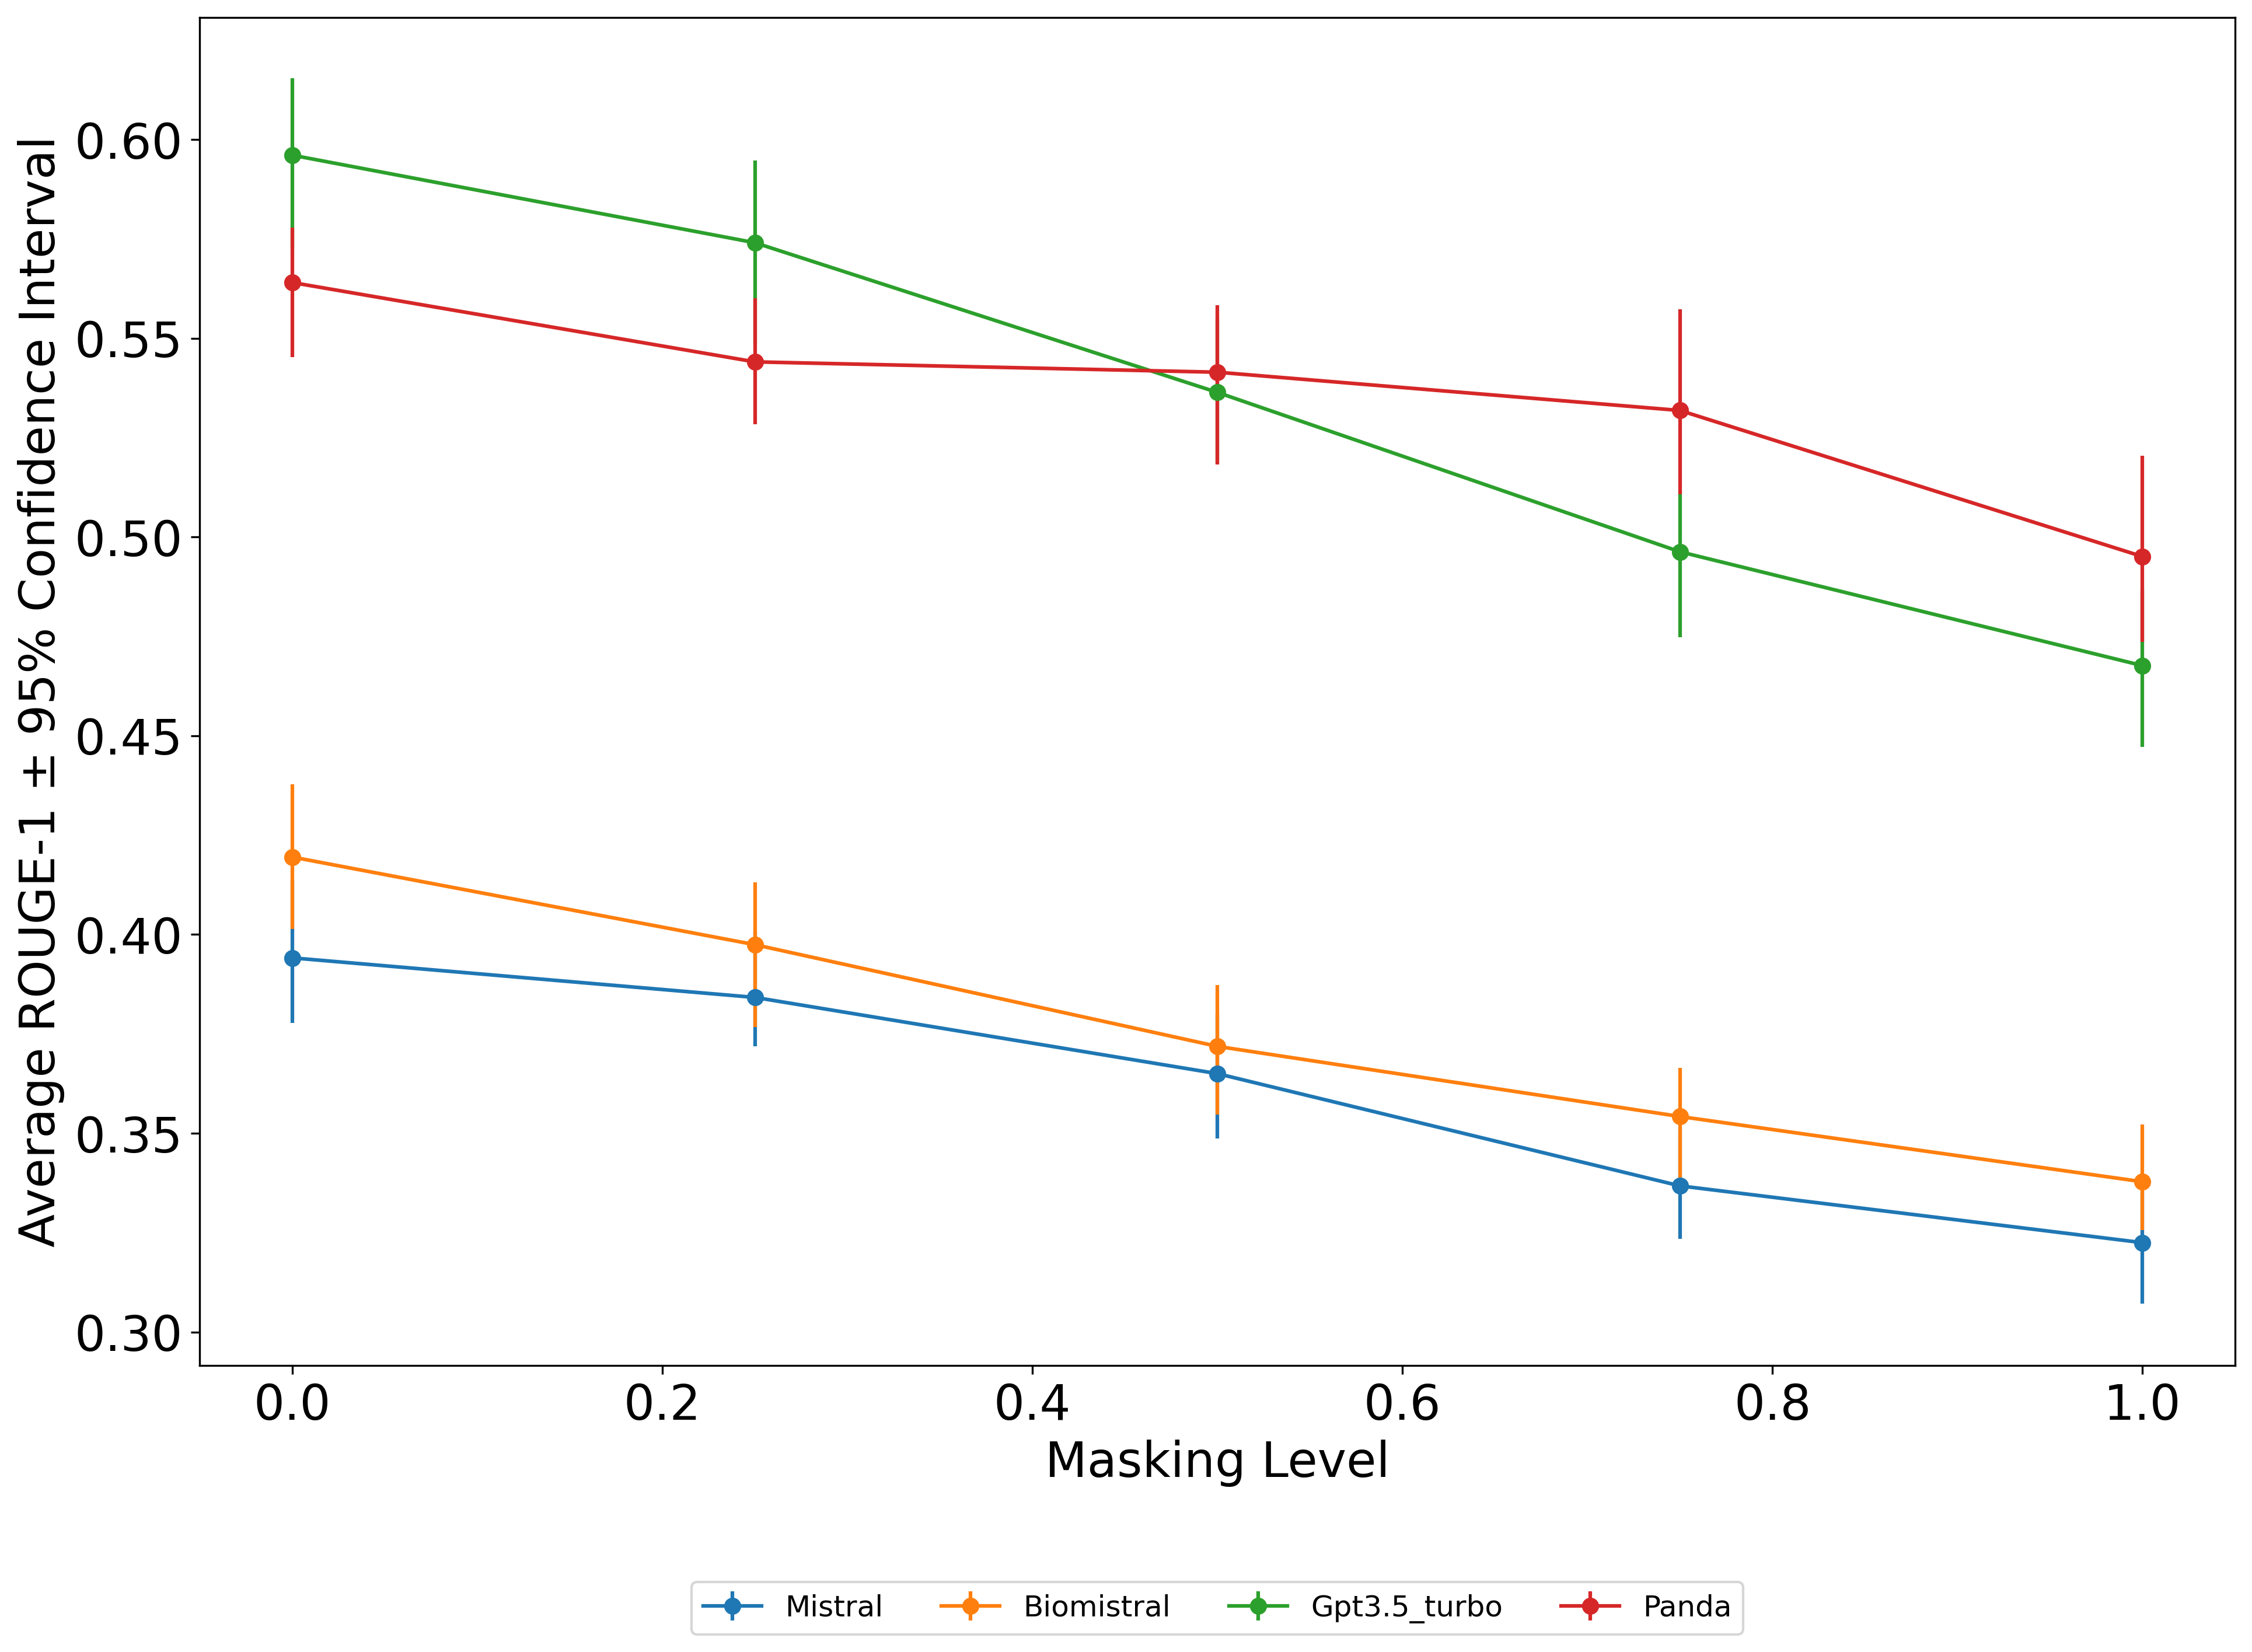 Average ROUGE-1 ± 95% Confidence Interval
0.60
0.55
0.50
0.45
0.40
0.35
0.30
0.0 0.2 0.4 0.6 0.8 1.0
Masking Level
Mistral Biomistral Gpt3.5_turbo Panda